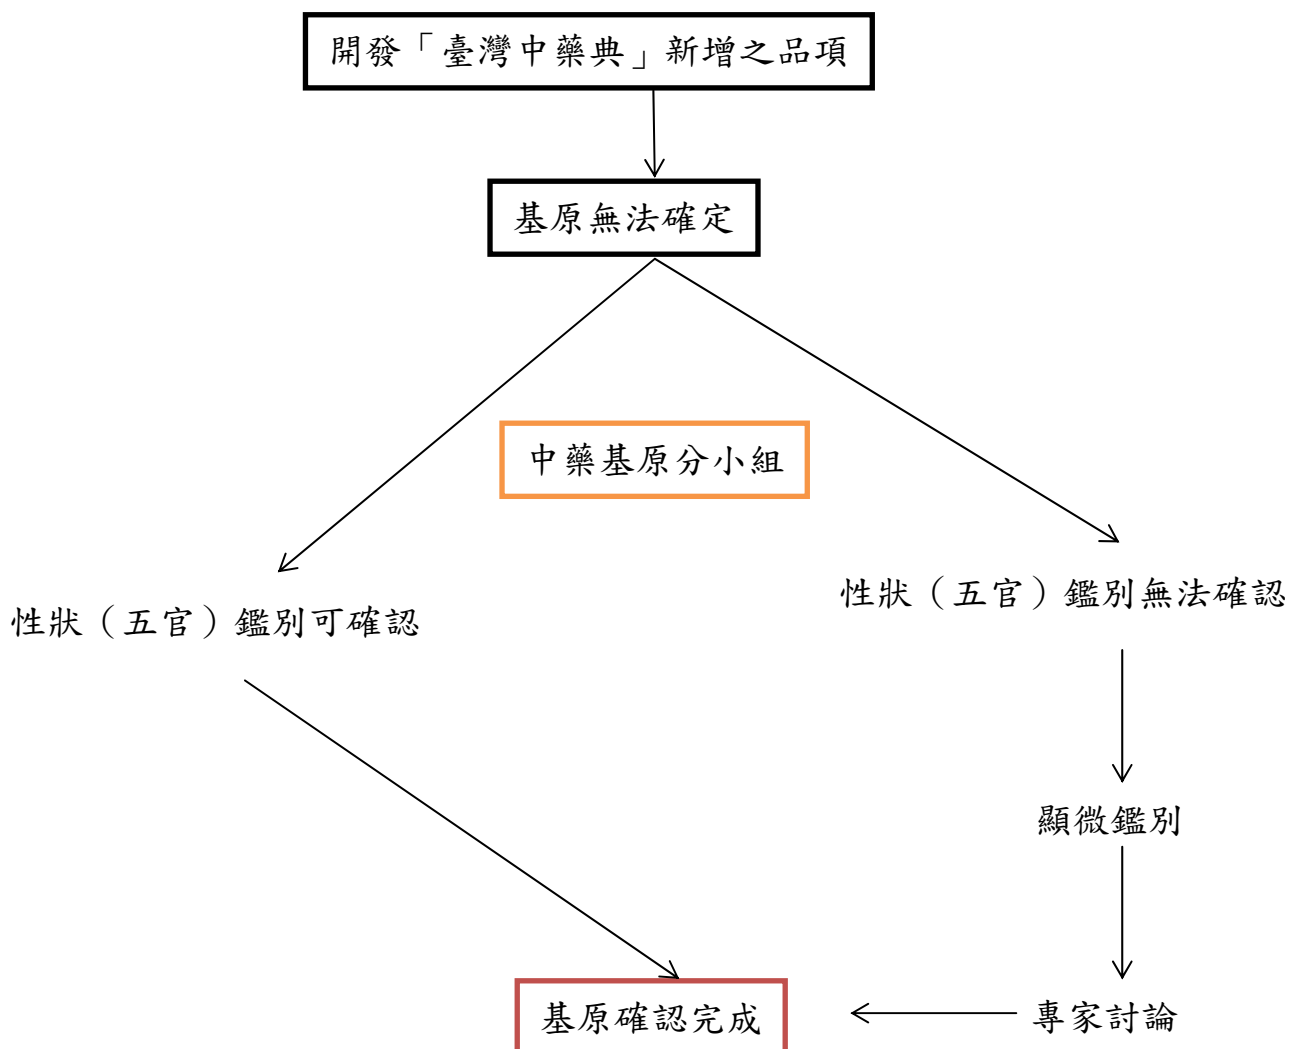 開發「臺灣中藥典」新增之品項
基原無法確定
中藥基原分小組
性狀（五官）鑑別可確認
性狀（五官）鑑別無法確認
顯微鑑別
基原確認完成
專家討論